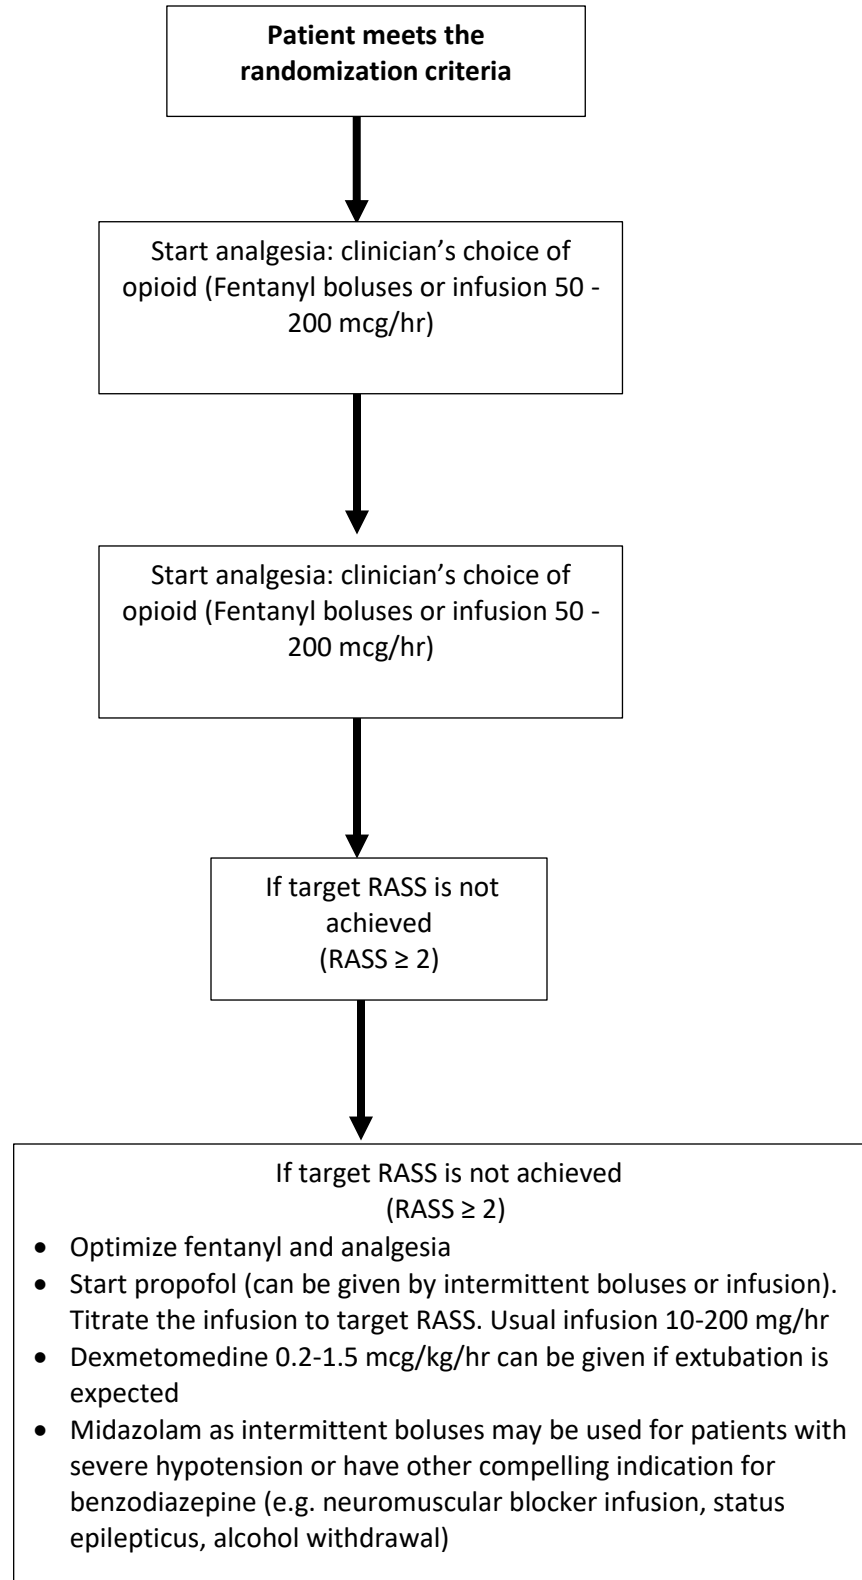 Patient meets the
randomization criteria
Start analgesia: clinician’s choice of
opioid (Fentanyl boluses or infusion 50 -
200 mcg/hr)
Start analgesia: clinician’s choice of
opioid (Fentanyl boluses or infusion 50 -
200 mcg/hr)
If target RASS is not
achieved
(RASS ≥ 2)
If target RASS is not achieved
(RASS ≥ 2)
• Optimize fentanyl and analgesia
• Start propofol (can be given by intermittent boluses or infusion).
Titrate the infusion to target RASS. Usual infusion 10-200 mg/hr
• Dexmetomedine 0.2-1.5 mcg/kg/hr can be given if extubation is
expected
• Midazolam as intermittent boluses may be used for patients with
severe hypotension or have other compelling indication for
benzodiazepine (e.g. neuromuscular blocker infusion, status
epilepticus, alcohol withdrawal)